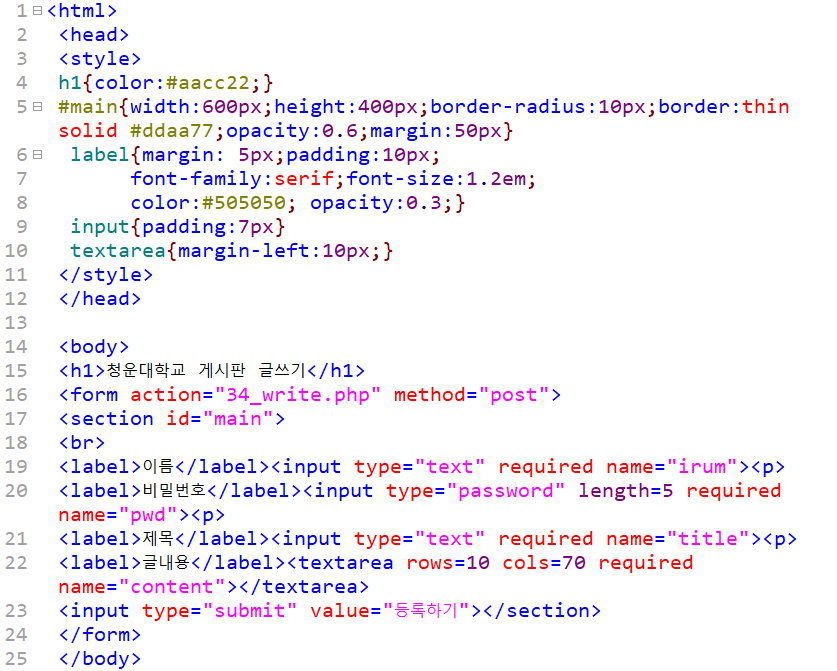 1 <html>
2 <head>
3 <style>
4 h1{color:#aacc22;}
5 #main{width:600px;height:400px;border-radius:10px;border:thin
solid #ddaa77;opacity:0.6;margin:50px}
6 label{margin: 5px;padding:10px;
7 font-family:serif;font-size:1.2em;
8 color:#505050; opacity:0.3;}
9 input{padding:7px}
10 textarea{margin-left:10px;}
11 </style>
12 </head>
13
14 <body>
15 <h1>청운대학교 게시판 글쓰기</h1>
16 <form action="34_write.php" method="post">
17 <section id="main">
18 <br>
19 <label>이름</label><input type="text" required name="irum"><p>
20 <label>비밀번호</label><input type="password" length=5 required
name="pwd"><p>
21 <label>제목</label><input type="text" required name="title"><p>
22 <label>글내용</label><textarea rows=10 cols=70 required
name="content"></textarea>
23 <input type="submit" value="등록하기"></section>
24 </form>
25 </body>